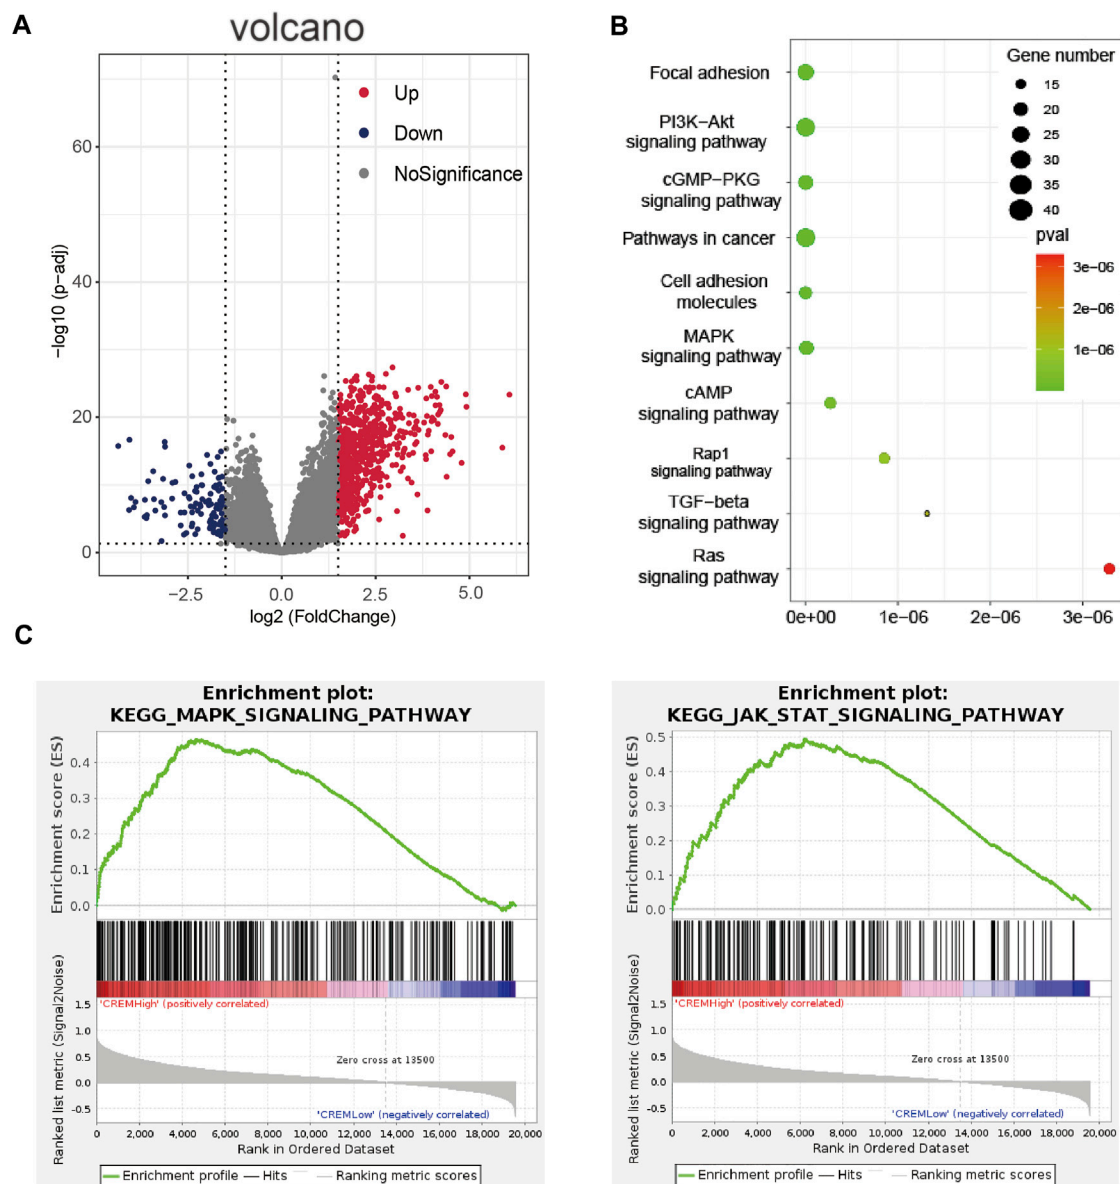 A
volcano
Up
Down
NoSignificance
60
40
20
0
−log10 (p−adj)
−2.5
0.0
2.5
5.0
log2 (FoldChange)
B
Focal adhesion
PI3K−Akt
signaling pathway
cGMP−PKG
signaling pathway
Pathways in cancer
Cell adhesion
molecules
MAPK
signaling pathway
cAMP
signaling pathway
Rap1
signaling pathway
TGF−beta
signaling pathway
Ras
signaling pathway
0e+00
1e−06
2e−06
3e−06
Gene number
15
20
25
30
35
40
pval
3e−06
2e−06
1e−06
C
Enrichment plot:
KEGG_MAPK_SIGNALING_PATHWAY
Enrichment score (ES)
0.4
0.3
0.2
0.1
0.0
'CREMHigh' (positively correlated)
Ranked list metric (Signal2Noise)
1.5
1.0
0.5
0.0
-0.5
Zero cross at 13500
'CREMLow' (negatively correlated)
0
2,000
4,000
6,000
8,000
10,000
12,000
14,000
16,000
18,000
20,000
Rank in Ordered Dataset
Enrichment profile
Hits
Ranking metric scores
Enrichment plot:
KEGG_JAK_STAT_SIGNALING_PATHWAY
Enrichment score (ES)
0.5
0.4
0.3
0.2
0.1
0.0
'CREMHigh' (positively correlated)
Ranked list metric (Signal2Noise)
1.5
1.0
0.5
0.0
-0.5
Zero cross at 13500
'CREMLow' (negatively correlated)
0
2,000
4,000
6,000
8,000
10,000
12,000
14,000
16,000
18,000
20,000
Rank in Ordered Dataset
Enrichment profile
Hits
Ranking metric scores